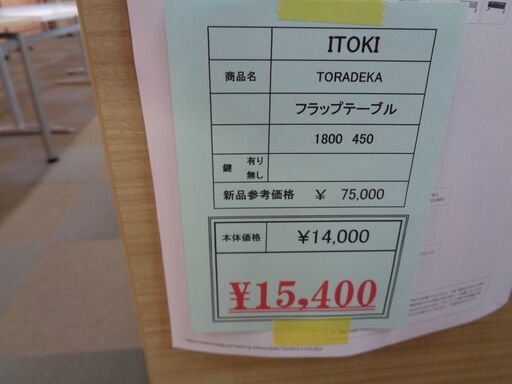 ITOKI
商品名 TORADEKA
フラップテーブル
1800 450
鍵 有り 無し
新品参考価格 ￥ 75,000
本体価格 ￥14,000
￥15,400